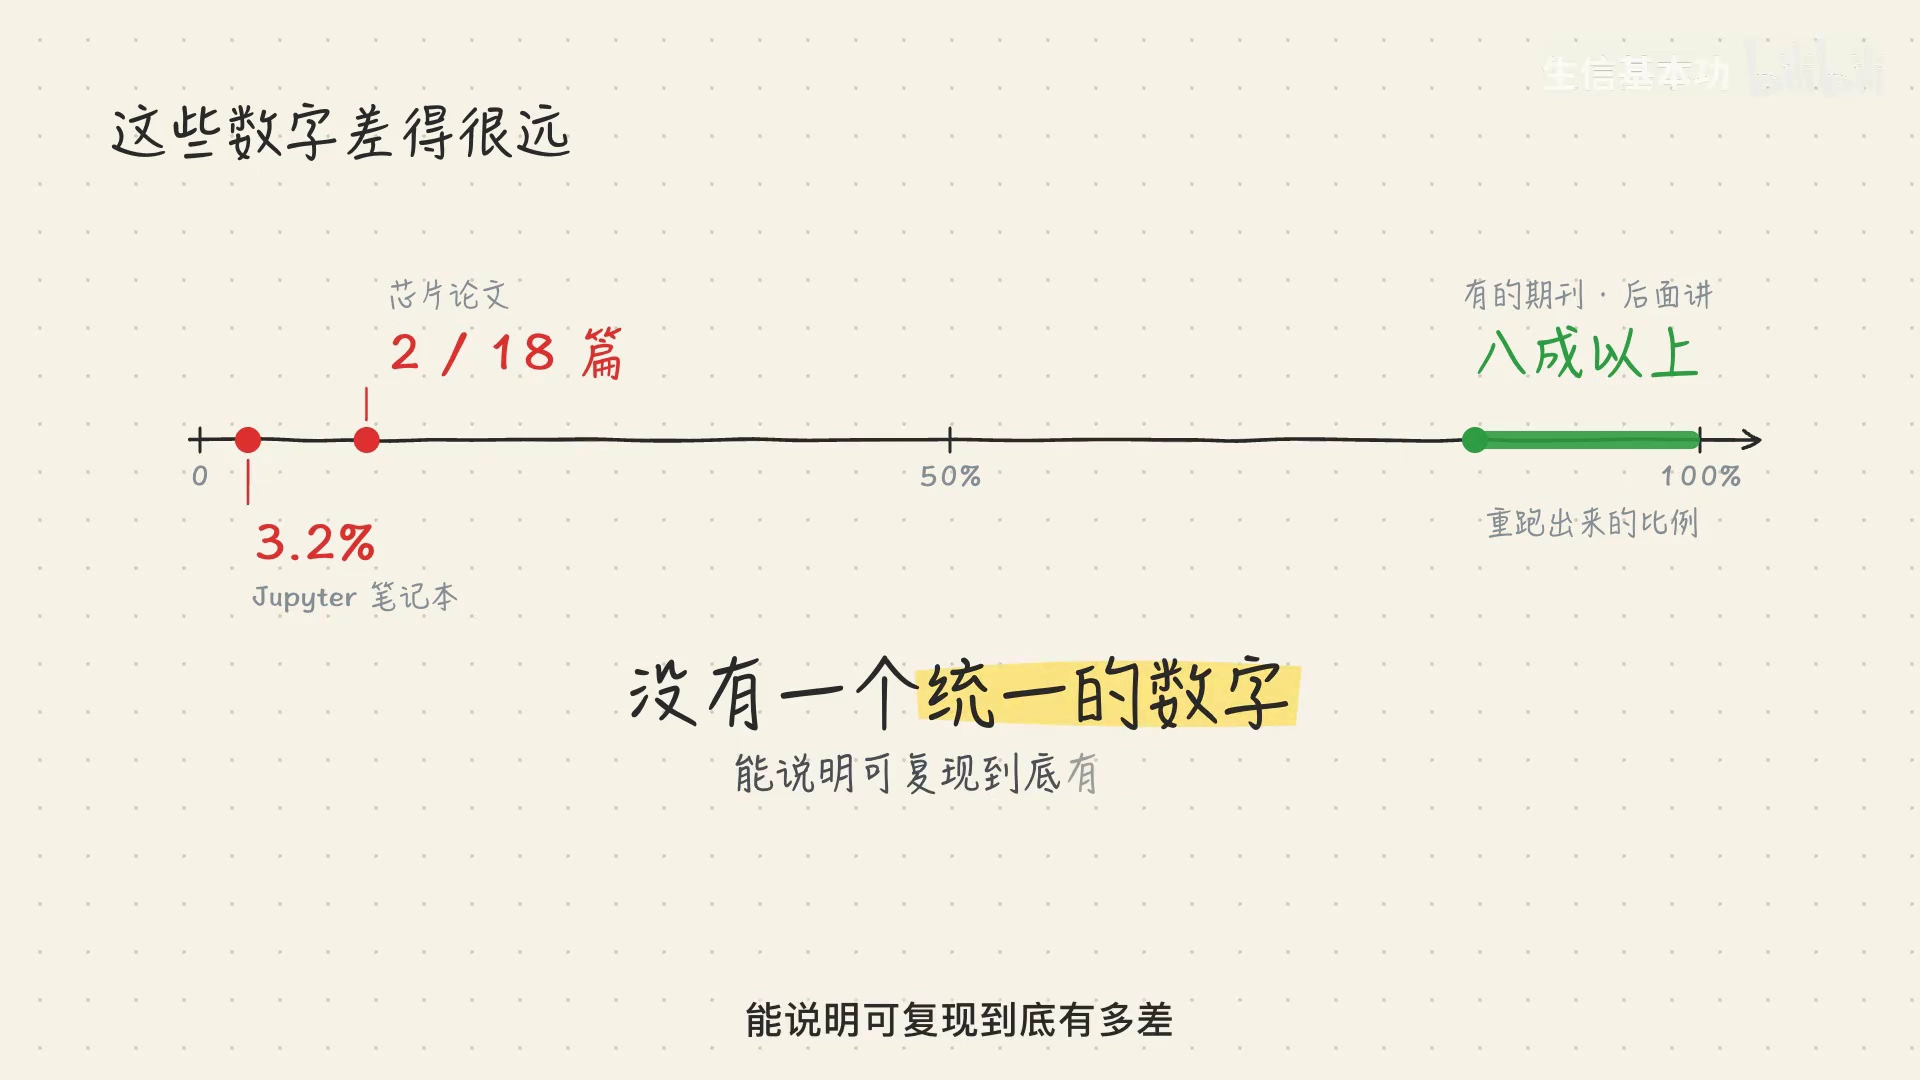 生信基本功 bilibili
这些数字差得很远
芯片论文
2 / 18 篇
有的期刊 · 后面讲
八成以上
0
50%
100%
3.2%
Jupyter 笔记本
重跑出来的比例
没有一个统一的数字
能说明可复现到底有
能说明可复现到底有多差